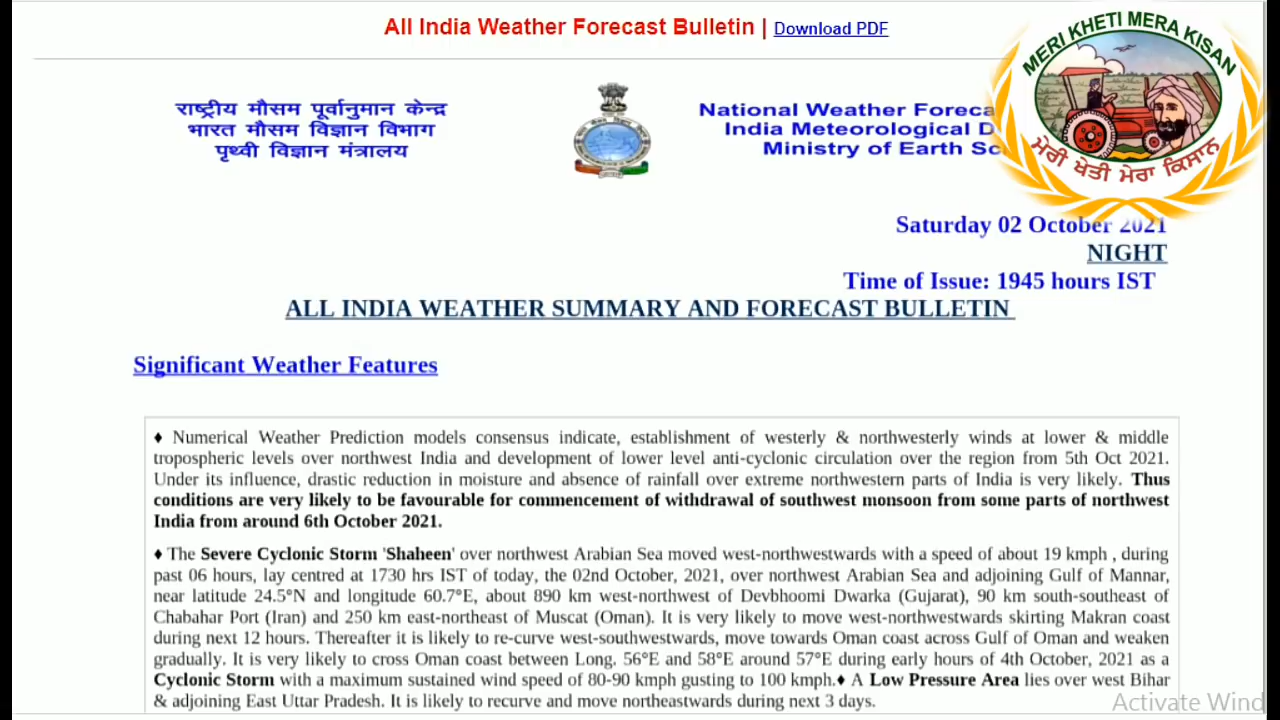 All India Weather Forecast Bulletin | Download PDF
MERI KHETI MERA KISAN
ਮੇਰੀ ਖੇਤੀ ਮੇਰਾ ਕਿਸਾਨ
राष्ट्रीय मौसम पूर्वानुमान केन्द्र
भारत मौसम विज्ञान विभाग
पृथ्वी विज्ञान मंत्रालय
National Weather Foreca
India Meteorological D
Ministry of Earth Sc
Saturday 02 October 2021
NIGHT
Time of Issue: 1945 hours IST
ALL INDIA WEATHER SUMMARY AND FORECAST BULLETIN
Significant Weather Features
♦ Numerical Weather Prediction models consensus indicate, establishment of westerly & northwesterly winds at lower & middle
tropospheric levels over northwest India and development of lower level anti-cyclonic circulation over the region from 5th Oct 2021.
Under its influence, drastic reduction in moisture and absence of rainfall over extreme northwestern parts of India is very likely. Thus
conditions are very likely to be favourable for commencement of withdrawal of southwest monsoon from some parts of northwest
India from around 6th October 2021.
♦ The Severe Cyclonic Storm 'Shaheen' over northwest Arabian Sea moved west-northwestwards with a speed of about 19 kmph , during
past 06 hours, lay centred at 1730 hrs IST of today, the 02nd October, 2021, over northwest Arabian Sea and adjoining Gulf of Mannar,
near latitude 24.5°N and longitude 60.7°E, about 890 km west-northwest of Devbhoomi Dwarka (Gujarat), 90 km south-southeast of
Chabahar Port (Iran) and 250 km east-northeast of Muscat (Oman). It is very likely to move west-northwestwards skirting Makran coast
during next 12 hours. Thereafter it is likely to re-curve west-southwestwards, move towards Oman coast across Gulf of Oman and weaken
gradually. It is very likely to cross Oman coast between Long. 56°E and 58°E around 57°E during early hours of 4th October, 2021 as a
Cyclonic Storm with a maximum sustained wind speed of 80-90 kmph gusting to 100 kmph.♦ A Low Pressure Area lies over west Bihar
& adjoining East Uttar Pradesh. It is likely to recurve and move northeastwards during next 3 days.
Activate Wind